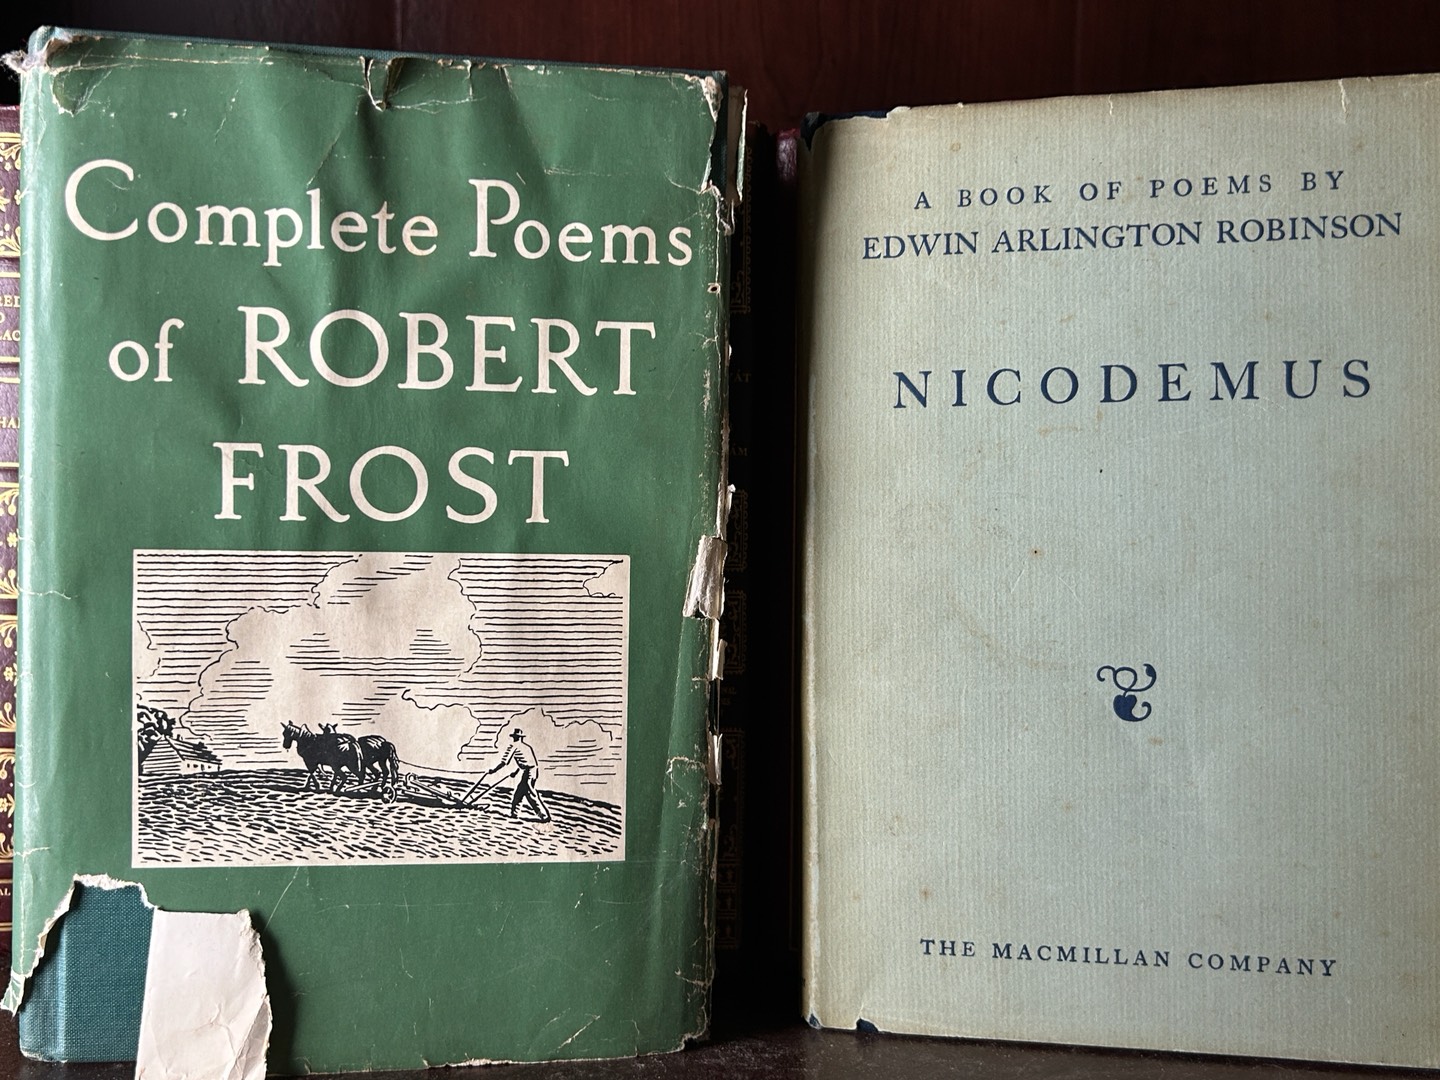 Complete Poems
of ROBERT
FROST
A BOOK OF POEMS BY
EDWIN ARLINGTON ROBINSON
NICODEMUS
THE MACMILLAN COMPANY